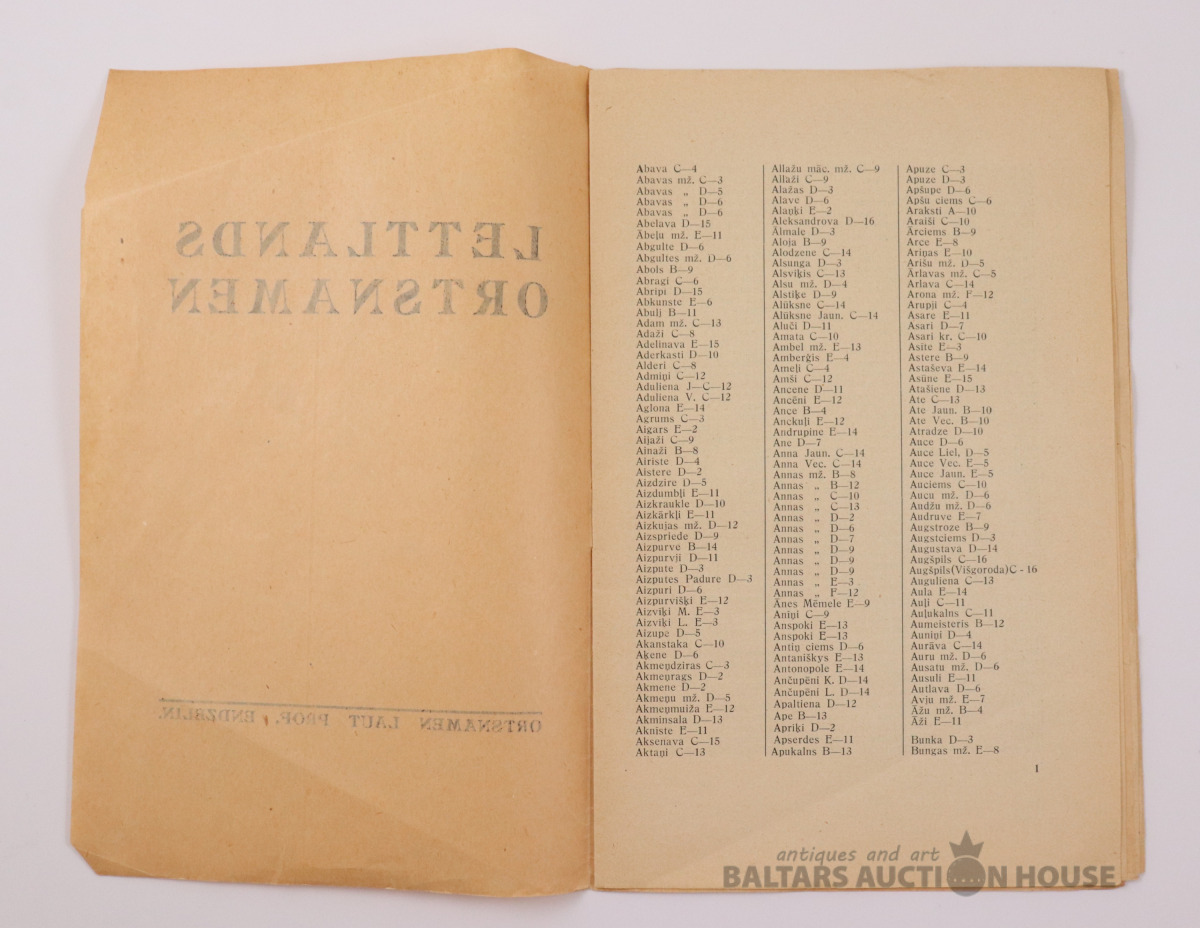 LETTLANDS
ORTSNAMEN
ORTSNAMEN LAUT PROF. ENDZELIN.
Abava C—4
Abavas mž. C—3
Abavas „ D—5
Abavas „ D—6
Abavas „ D—6
Abelava D—15
Ābeļu mž. E—11
Abgulte D—6
Abgultes mž. D—6
Abols B—9
Abragi C—6
Abripi D—15
Abkunste E—6
Abuļj B—11
Adam mž. C—13
Adaži C—8
Adelinava E—15
Aderkasti D—10
Alderi C—8
Admiņi C—12
Aduliena J—C—12
Aduliena V. C—12
Aglona E—14
Agrums C—3
Aigars E—2
Aijaži C—9
Ainaži B—8
Airiste D—4
Aistere D—2
Aizdzire D—5
Aizdumbļi E—11
Aizkraukle D—10
Aizkārkļi E—11
Aizkujas mž. D—12
Aizspriede D—9
Aizpurve B—14
Aizpurvji D—11
Aizpute D—3
Aizputes Padure D—3
Aizpuri D—6
Aizpurvišķi E—12
Aizviķi M. E—3
Aizviķi L. E—3
Aizupe D—5
Akanstaka C—10
Aķene D—6
Akmeņdziras C—3
Akmeņrags D—2
Akmene D—2
Akmeņu mž. D—5
Akmeņmuiža E—12
Akminsala D—13
Akniste E—11
Aksenava C—15
Aktaņi C—13
Allažu māc. mž. C—9
Allaži C—9
Alažas D—3
Alave D—6
Alaņķi E—2
Aleksandrova D—16
Ālmale D—3
Aloja B—9
Alodzene C—14
Alsunga D—3
Alsviķis C—13
Alsu mž. D—4
Alstiķe D—9
Alūksne C—14
Alūksne Jaun. C—14
Aluči D—11
Amata C—10
Ambel mž. E—13
Amberģis E—4
Ameļi C—4
Amši C—12
Ancene D—11
Ancēni E—12
Ance B—4
Anckuļi E—12
Andrupine E—14
Ane D—7
Anna Jaun. C—14
Anna Vec. C—14
Annas mž. B—8
Annas „ B—12
Annas „ C—10
Annas „ C—13
Annas „ D—2
Annas „ D—6
Annas „ D—7
Annas „ D—9
Annas „ D—9
Annas „ D—9
Annas „ E—3
Annas „ F—12
Ānes Mēmele E—9
Aniņi C—9
Anspoki E—13
Anspoki E—13
Antiņ ciems D—6
Antaniškys E—13
Antonopole E—14
Ančupēni K. D—14
Ančupēni L. D—14
Apaltiena D—12
Ape B—13
Apriķi D—2
Apserdes E—11
Apukalns B—13
Apuze C—3
Apuze D—3
Apšupe D—6
Apšu ciems C—6
Araksti A—10
Araiši C—10
Ārciems B—9
Arce E—8
Ariņas E—10
Arišu mž. D—5
Ārlavas mž. C—5
Arlava C—14
Arona mž. F—12
Arupji C—4
Asare E—11
Asari D—7
Asari kr. C—10
Asite E—3
Astere B—9
Astaševa E—14
Asūne E—15
Atašiene D—13
Ate C—13
Ate Jaun. B—10
Ate Vec. B—10
Atradze D—10
Auce D—6
Auce Liel, D—5
Auce Vec. E—5
Auce Jaun. E—5
Auciems C—10
Aucu mž. D—6
Audžu mž. D—6
Audruve E—7
Augstroze B—9
Augstciems D—3
Augustava D—14
Augšpils C—16
Augšpils(Višgoroda)C - 16
Auguliena C—13
Aula E—14
Auļi C—11
Auļukalns C—11
Aumeisteris B—12
Auniņi D—4
Aurāva C—14
Auru mž. D—6
Ausatu mž. D—6
Ausuli E—11
Autlava D—6
Avju mž. E—7
Āžu mž. B—4
Āži E—11
Bunka D—3
Bungas mž. E—8
1
antiques and art
BALTARS AUCTION HOUSE